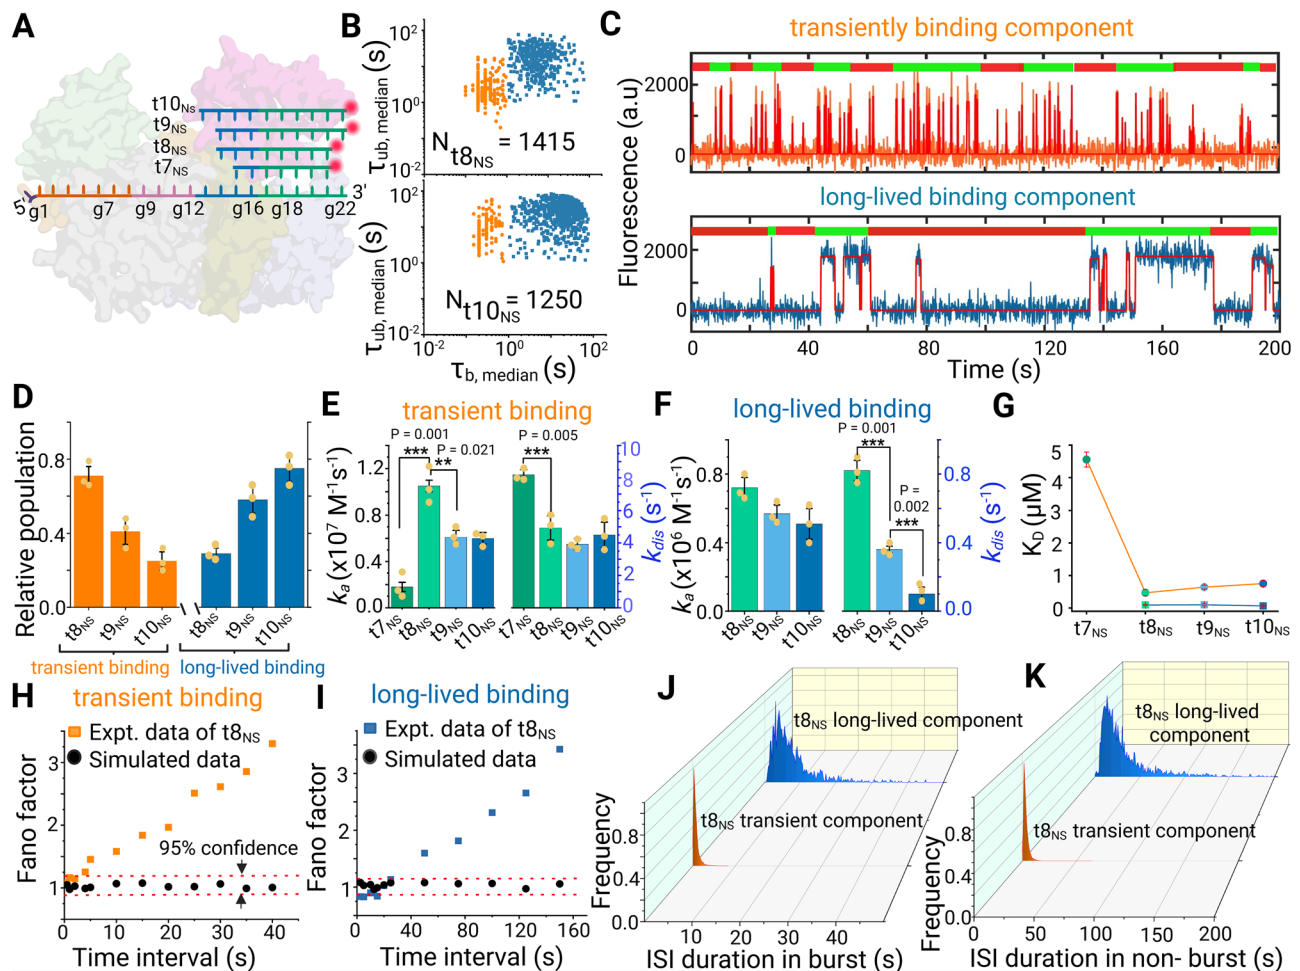 A
t10NS
t9NS
t8NS
t7NS
5'
3'
g1 g7 g9 g12 g16 g18 g22
B
τub, median (s)
10²
10⁰
10⁻²
Nt8NS = 1415
τub, median (s)
10²
10⁰
10⁻²
Nt10NS = 1250
10⁻² 10⁰ 10²
τb, median (s)
C
transiently binding component
Fluorescence (a.u)
2000
0
long-lived binding component
2000
0
0 40 80 120 160 200
Time (s)
D
Relative population
0.8
0.4
0.0
t8NS t9NS t10NS t8NS t9NS t10NS
transient binding long-lived binding
E
transient binding
P = 0.001
***
P = 0.021
**
P = 0.005
***
ka (x10⁷ M⁻¹s⁻¹)
1.2
0.8
0.4
0.0
10
8
6
4
2
0
kdis (s⁻¹)
t7NS t8NS t9NS t10NS t7NS t8NS t9NS t10NS
F
long-lived binding
P = 0.001
***
P =
0.002
***
ka (x10⁶ M⁻¹s⁻¹)
0.8
0.4
0.0
0.8
0.4
0.0
kdis (s⁻¹)
t8NS t9NS t10NS t8NS t9NS t10NS
G
KD (µM)
5
4
3
2
1
0
t7NS t8NS t9NS t10NS
H
transient binding
Expt. data of t8NS
Simulated data
Fano factor
3
2
1
95% confidence
0 10 20 30 40
Time interval (s)
I
long-lived binding
Expt. data of t8NS
Simulated data
Fano factor
3
2
1
0 40 80 120 160
Time interval (s)
J
t8NS long-lived component
t8NS transient component
Frequency
0.8
0.4
0.0
10 20 30 40
ISI duration in burst (s)
K
t8NS long-lived
component
t8NS transient component
Frequency
0.8
0.4
0.0
0 50 100 150 200
ISI duration in non- burst (s)